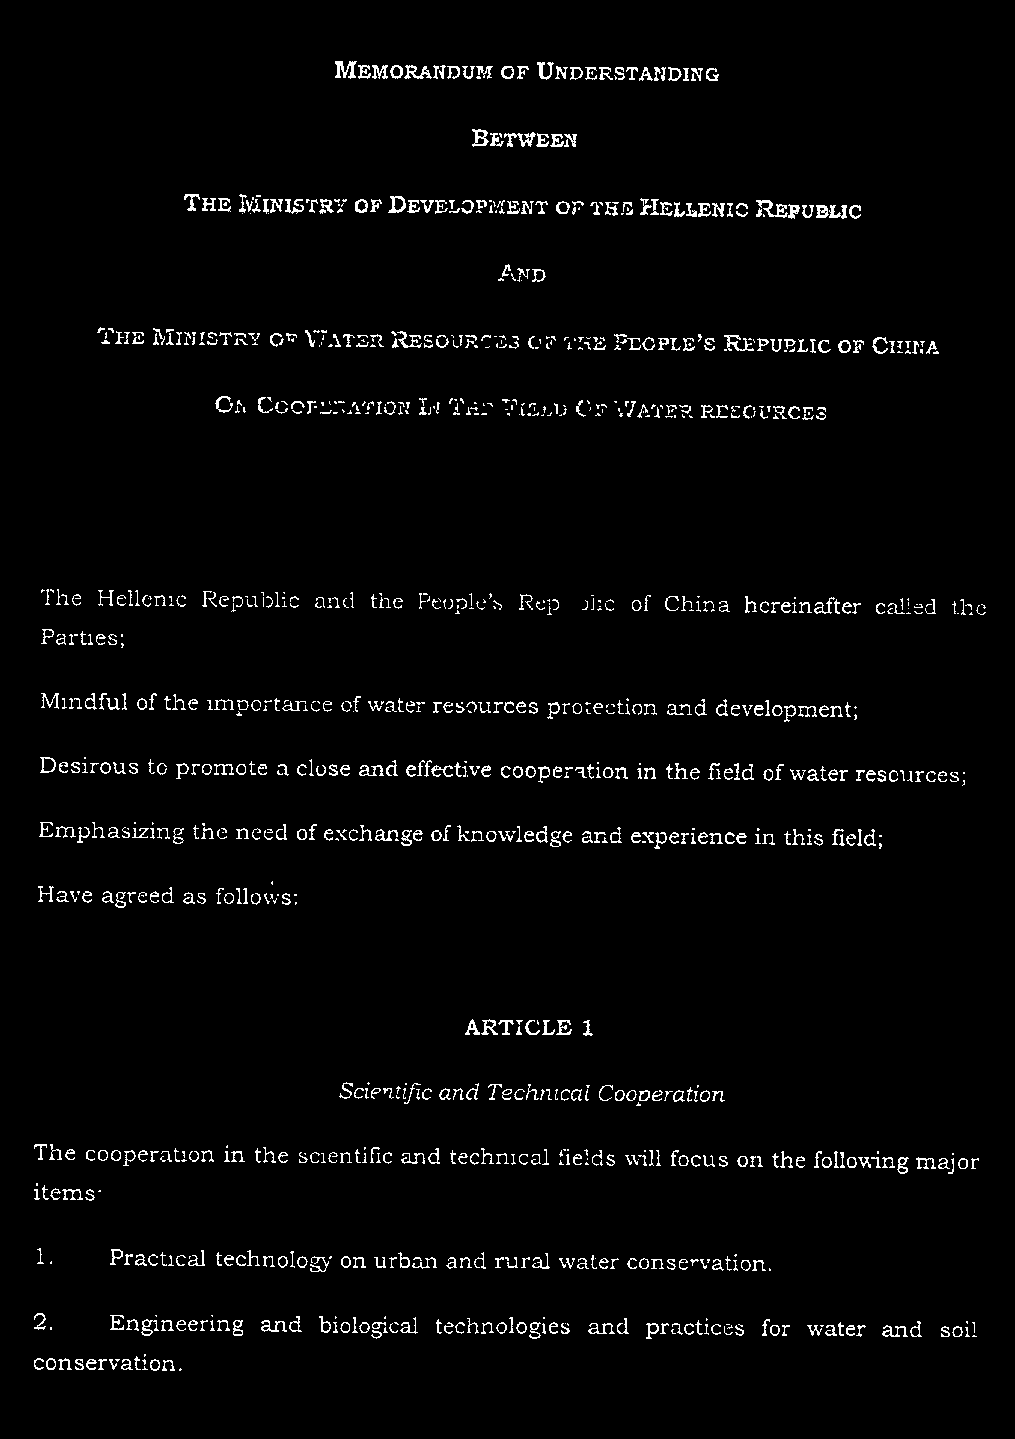 MEMORANDUM OF UNDERSTANDING
BETWEEN
THE MINISTRY OF DEVELOPMENT OF THE HELLENIC REPUBLIC
AND
THE MINISTRY OF WATER RESOURCES OF THE PEOPLE'S REPUBLIC OF CHINA
ON COOPERATION IN THE FIELD OF WATER RESOURCES
The Hellenic Republic and the People's Republic of China hereinafter called the
Parties;
Mindful of the importance of water resources protection and development;
Desirous to promote a close and effective cooperation in the field of water resources;
Emphasizing the need of exchange of knowledge and experience in this field;
Have agreed as follows:
ARTICLE 1
Scientific and Technical Cooperation
The cooperation in the scientific and technical fields will focus on the following major
items:
1. Practical technology on urban and rural water conservation.
2. Engineering and biological technologies and practices for water and soil
conservation.